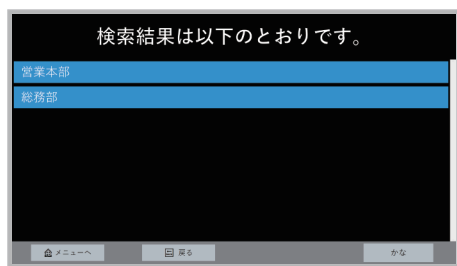 検索結果は以下のとおりです。
営業本部
総務部
メニューへ
戻る
かな